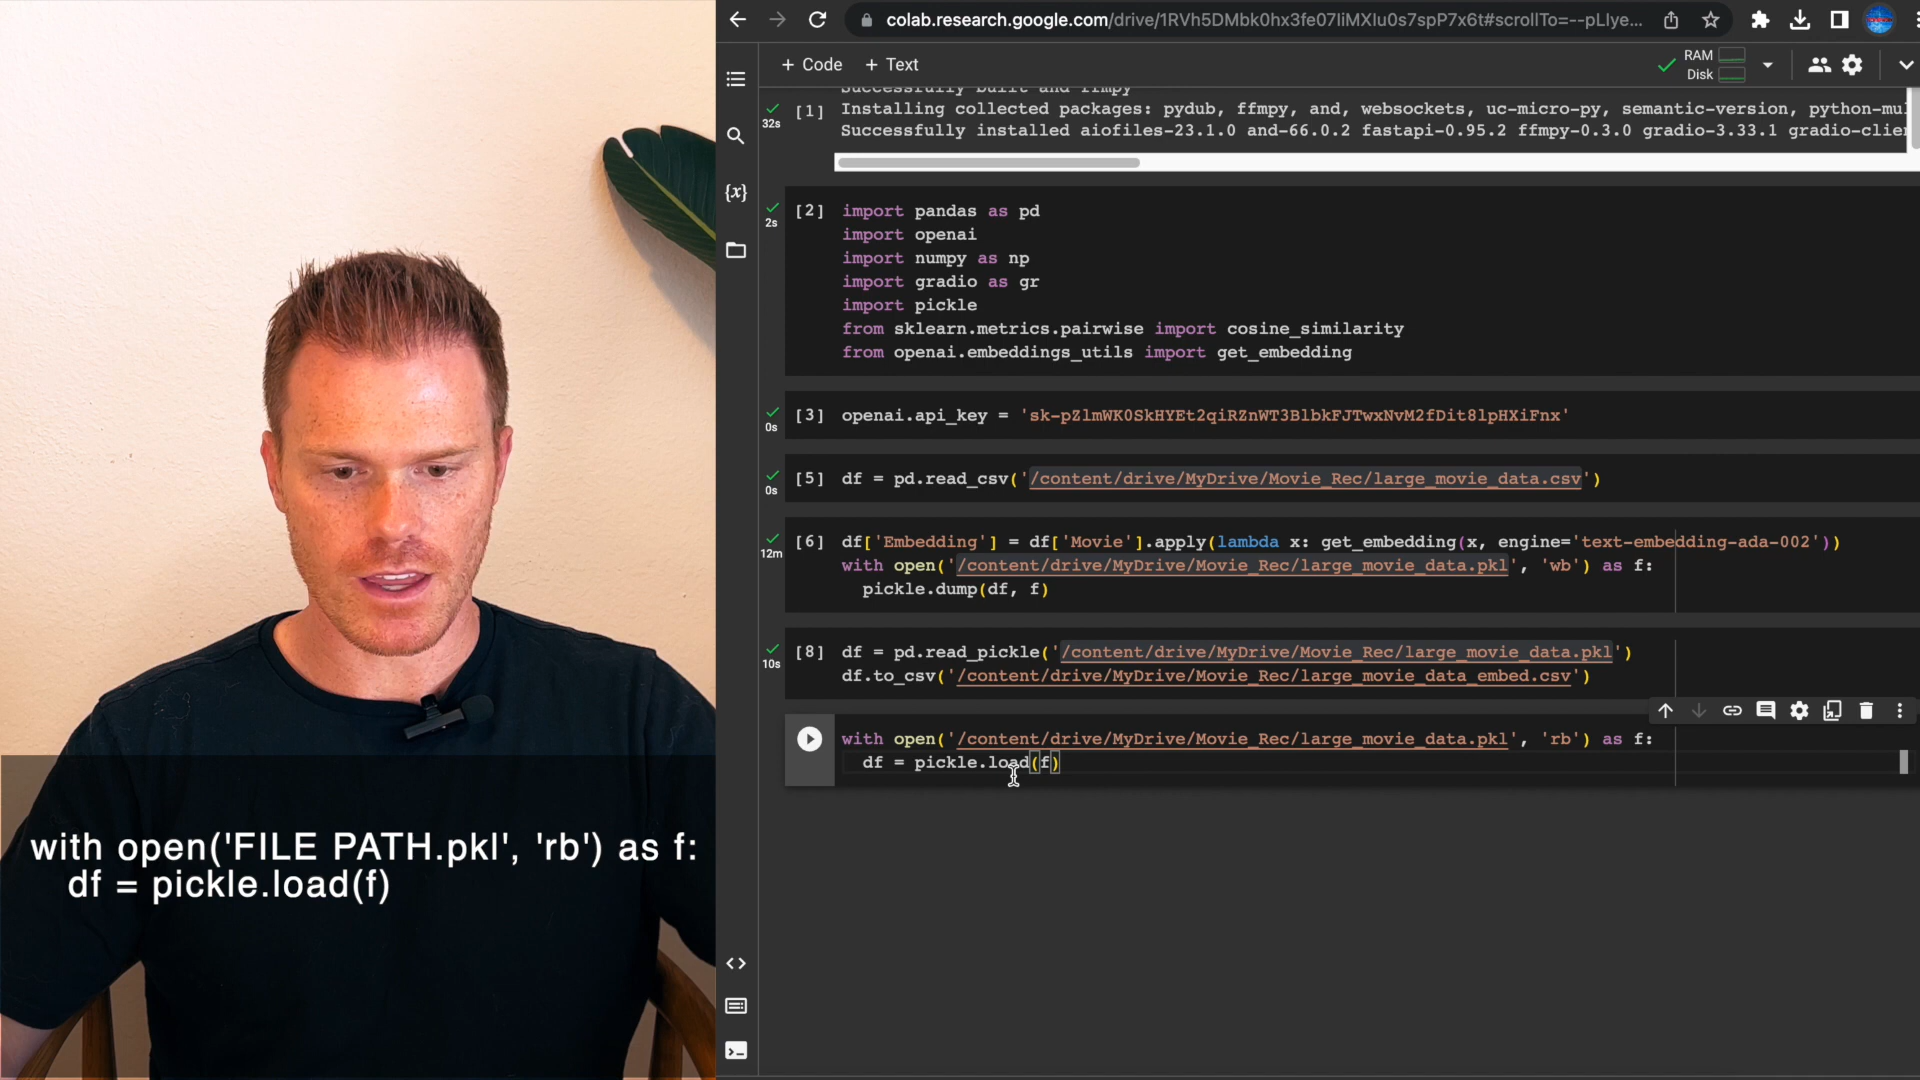 colab.research.google.com/drive/1RVh5DMbk0hx3fe07liMXlu0s7spP7x6t#scrollTo=--pLlye...
+ Code + Text
RAM
Disk
Successfully built and ffmpy
[1] Installing collected packages: pydub, ffmpy, and, websockets, uc-micro-py, semantic-version, python-mul
32s
Successfully installed aiofiles-23.1.0 and-66.0.2 fastapi-0.95.2 ffmpy-0.3.0 gradio-3.33.1 gradio-clien
[2] import pandas as pd
2s
import openai
import numpy as np
import gradio as gr
import pickle
from sklearn.metrics.pairwise import cosine_similarity
from openai.embeddings_utils import get_embedding
[3] openai.api_key = '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'
0s
[5] df = pd.read_csv('/content/drive/MyDrive/Movie_Rec/large_movie_data.csv')
0s
[6] df['Embedding'] = df['Movie'].apply(lambda x: get_embedding(x, engine='text-embedding-ada-002'))
12m
with open('/content/drive/MyDrive/Movie_Rec/large_movie_data.pkl', 'wb') as f:
pickle.dump(df, f)
[8] df = pd.read_pickle('/content/drive/MyDrive/Movie_Rec/large_movie_data.pkl')
10s
df.to_csv('/content/drive/MyDrive/Movie_Rec/large_movie_data_embed.csv')
with open('/content/drive/MyDrive/Movie_Rec/large_movie_data.pkl', 'rb') as f:
df = pickle.load(f)
with open('FILE PATH.pkl', 'rb') as f:
df = pickle.load(f)